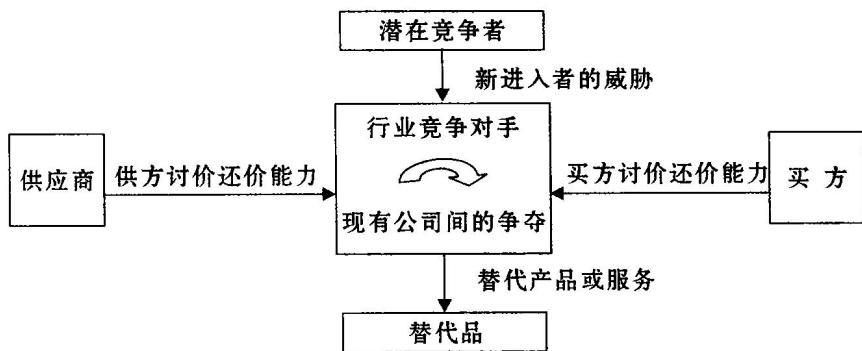 潜在竞争者
新进入者的威胁
行业竞争对手
供应商
供方讨价还价能力
买方讨价还价能力
买方
现有公司间的争夺
替代产品或服务
替代品